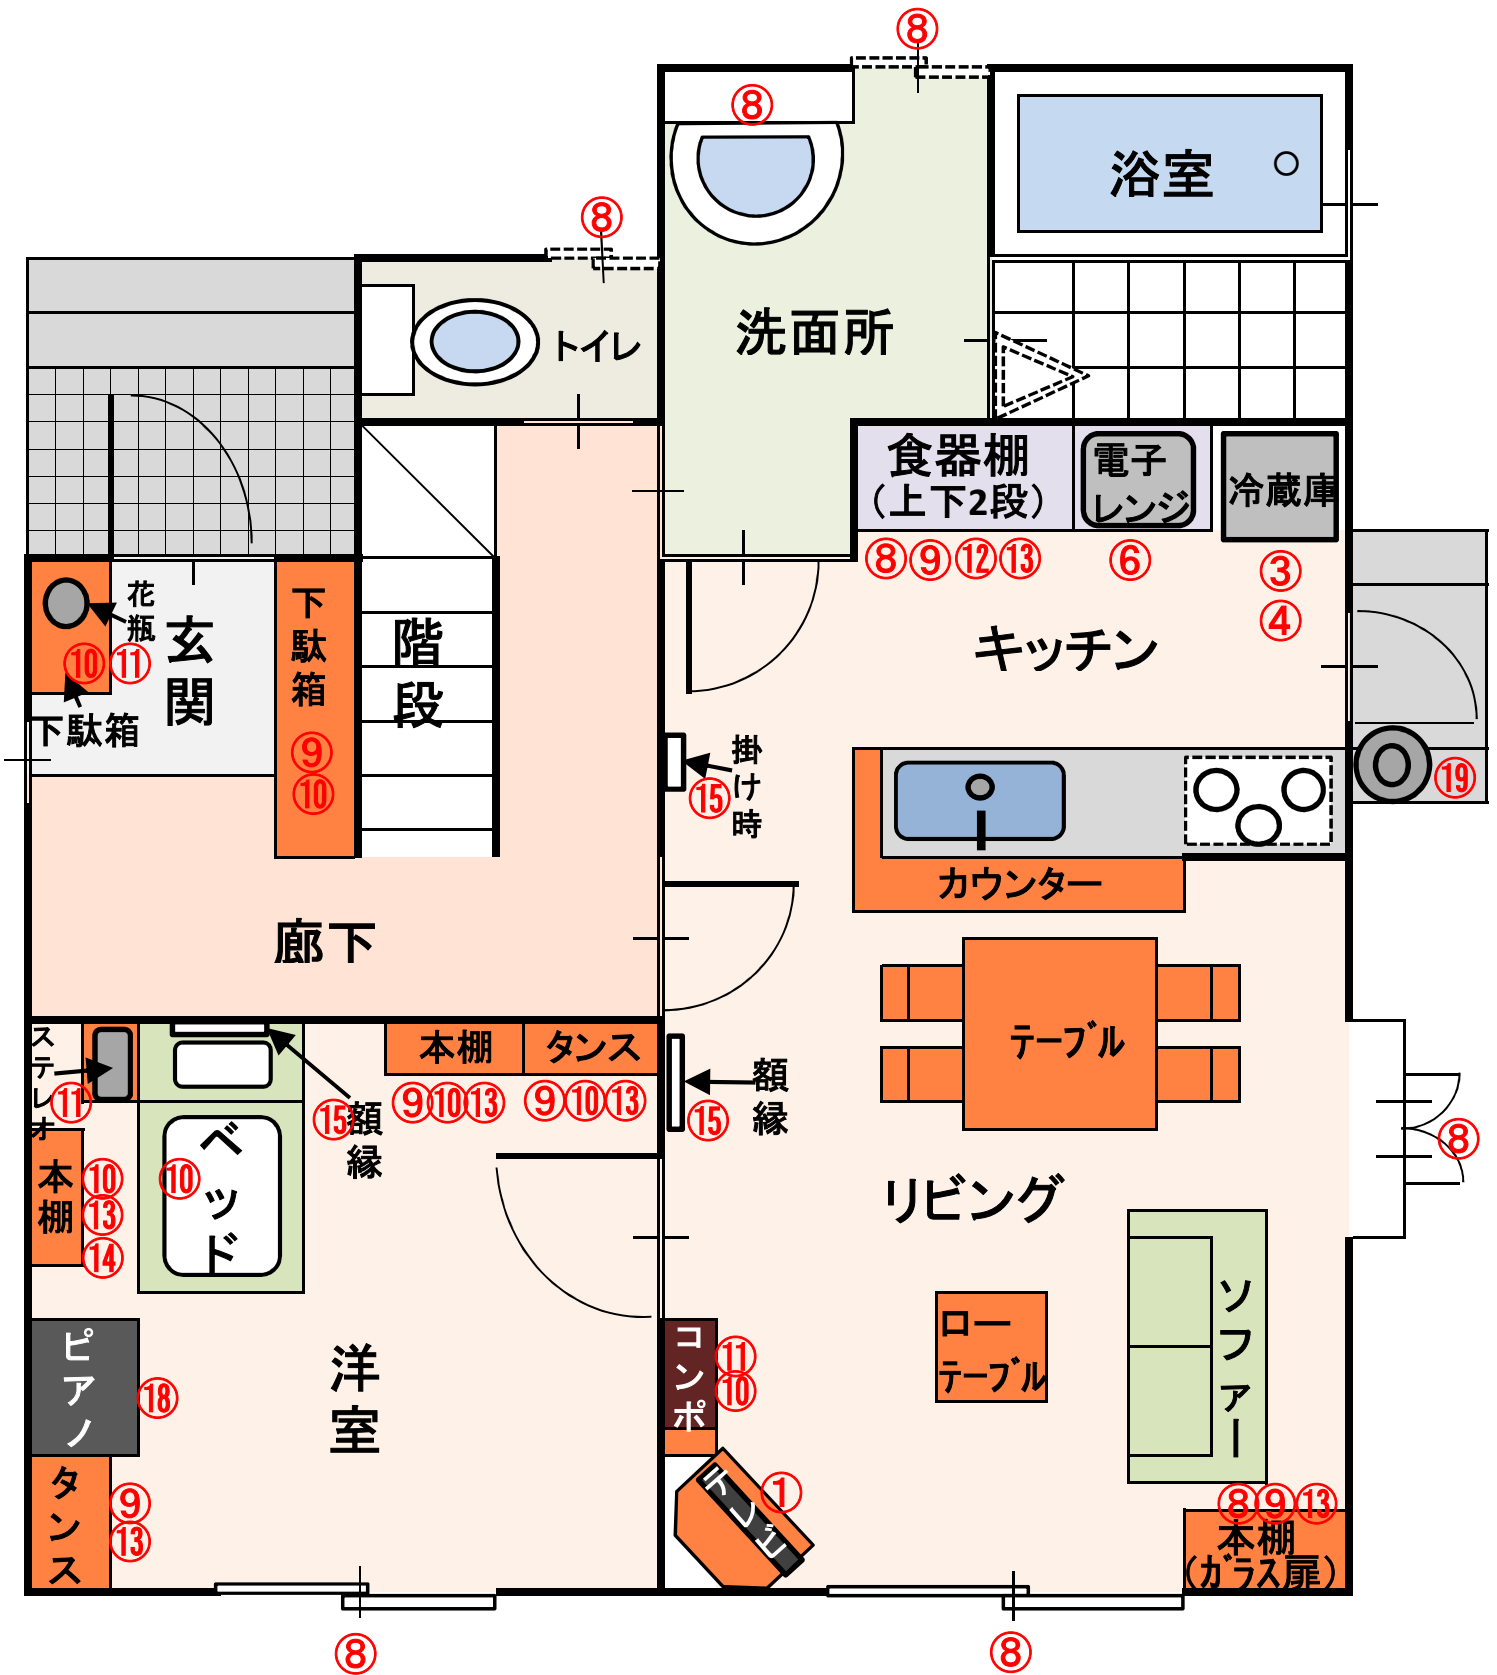 ⑧
⑧
浴室
⑧
トイレ
洗面所
食器棚
（上下2段）
電子
レンジ
冷蔵庫
⑧⑨⑫⑬
⑥
③
④
花瓶
⑩⑪
下駄箱
玄関
下駄箱
⑨
⑩
階段
キッチン
掛け時
⑮
⑲
カウンター
廊下
テーブル
ステレオ
⑪
本棚
タンス
⑨⑩⑬
⑨⑩⑬
額縁
⑮
額縁
⑮
⑧
本棚
⑩
⑬
⑭
ベッド
⑩
リビング
ソファー
ロー
テーブル
ピアノ
⑱
洋室
コンポ
⑪
⑩
テレビ
①
タンス
⑨
⑬
⑧⑨⑬
本棚
（ガラス扉）
⑧
⑧